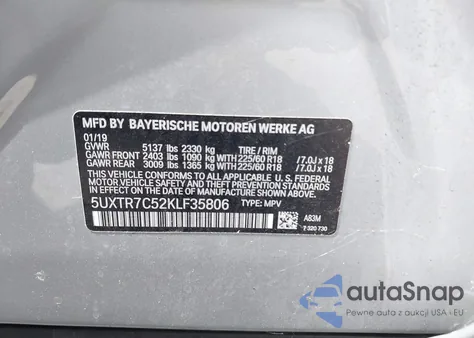 MFD BY BAYERISCHE MOTOREN WERKE AG
01/19
GVWR 5137 lbs 2330 kg TIRE / RIM
GAWR FRONT 2403 lbs 1090 kg WITH 225/60 R18 /7.0J x 18
GAWR REAR 3009 lbs 1365 kg WITH 225/60 R18 /7.0J x 18
THIS VEHICLE CONFORMS TO ALL APPLICABLE
FEDERAL MOTOR VEHICLE SAFETY, BUMPER,
AND THEFT PREVENTION STANDARDS IN EFFECT
ON THE DATE OF MANUFACTURE SHOWN ABOVE.
5UXTR7C52KLF35806 TYPE: MPV
A83M
7 320 730
autoSnap
Pewne auta z aukcji USA - EU